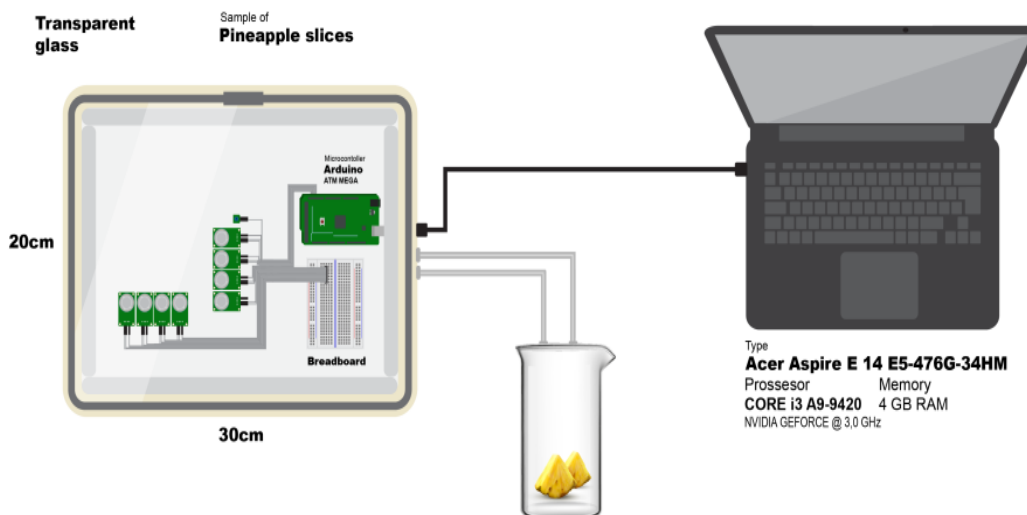 Transparent
glass
Sample of
Pineapple slices
Microcontoller
Arduino
ATM MEGA
20cm
Breadboard
30cm
Type
Acer Aspire E 14 E5-476G-34HM
Prossesor Memory
CORE i3 A9-9420 4 GB RAM
NVIDIA GEFORCE @ 3,0 GHz